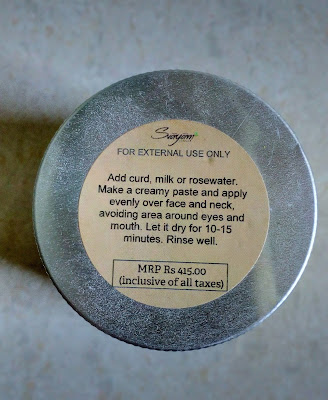 FOR EXTERNAL USE ONLY
Add curd, milk or rosewater.
Make a creamy paste and apply
evenly over face and neck,
avoiding area around eyes and
mouth. Let it dry for 10-15
minutes. Rinse well.
MRP Rs 415.00
(inclusive of all taxes)